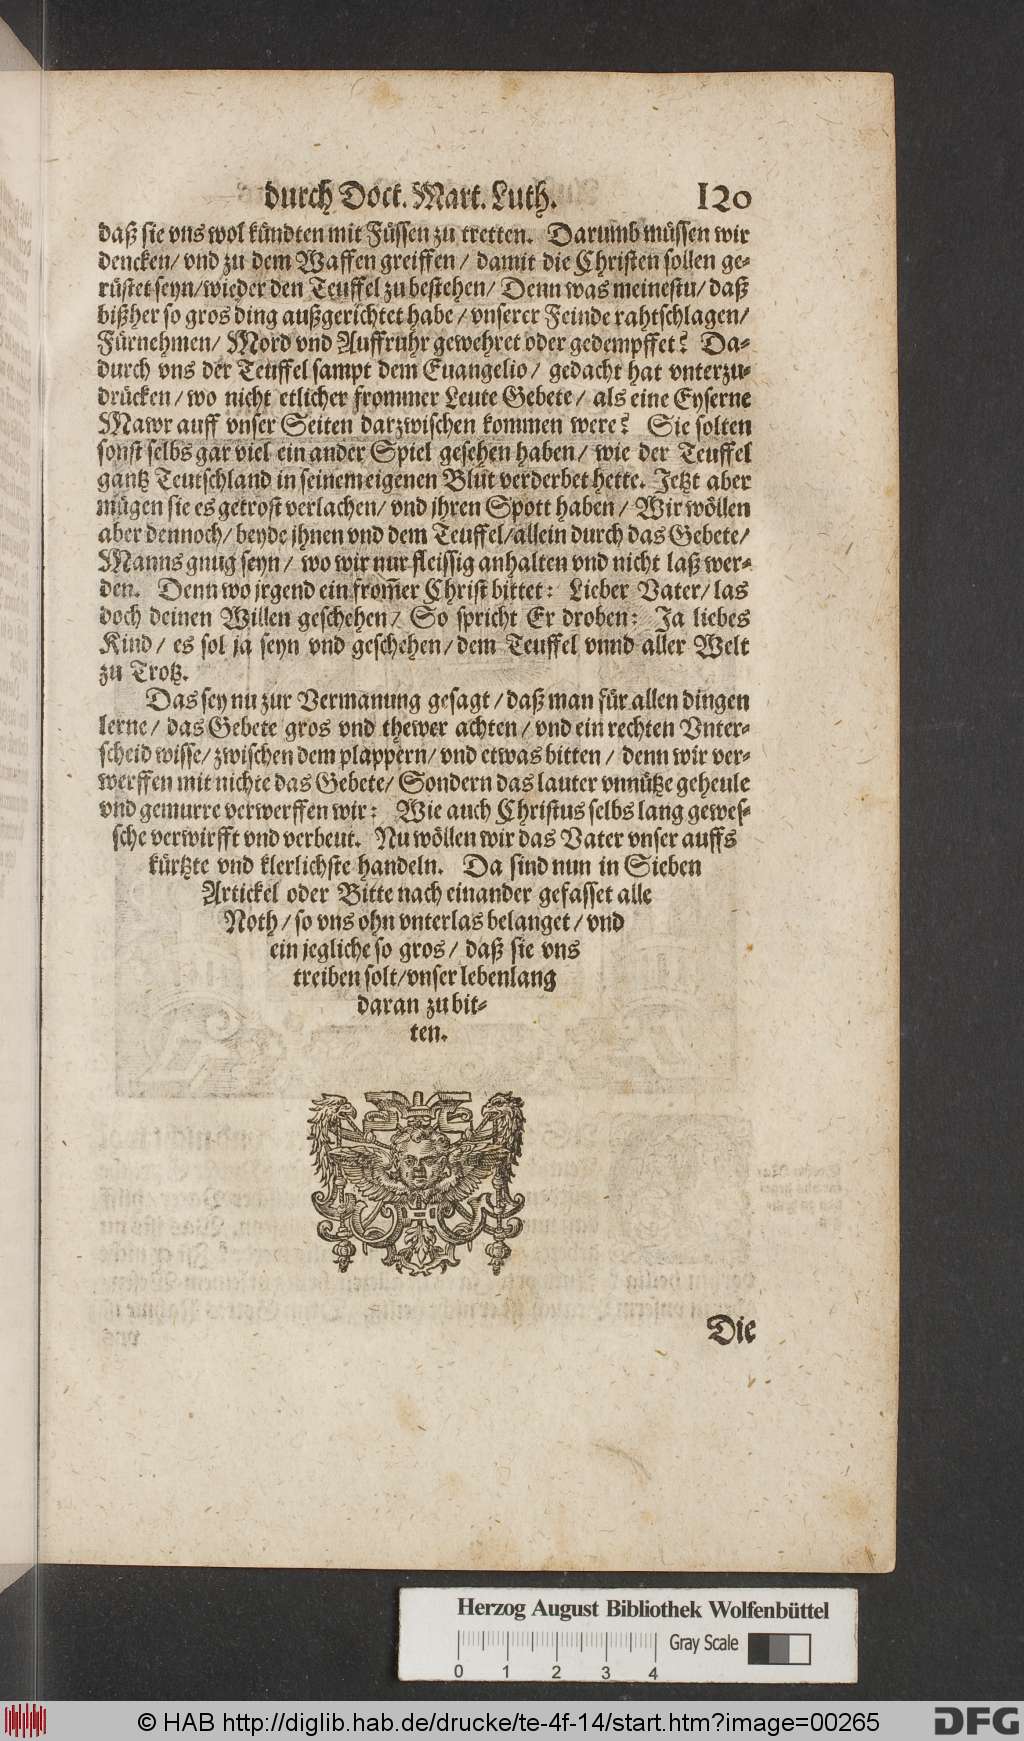 durch Doct. Mart. Luth. 120
daß sie vns wol kündten mit Füssen zu tretten. Darumb müssen wir
dencken/ vnd zu dem Waffen greiffen/ damit die Christen sollen ge-
rüstet seyn/ wieder den Teuffel zu bestehen/ Denn was meinestu/ daß
bißher so gros ding außgerichtet habe/ vnserer Feinde rahtschlagen/
Fürnehmen/ Mord vnd Auffruhr gewehret oder gedempffet? Da-
durch vns der Teuffel sampt dem Euangelio/ gedacht hat vnterzu-
drücken/ wo nicht etlicher frommer Leute Gebete/ als eine Eyserne
Mawr auff vnser Seiten darzwischen kommen were? Sie solten
sonst selbs gar viel ein ander Spiel gesehen haben/ wie der Teuffel
gantz Teutschland in seinem eigenen Blut verderbet hette. Jetzt aber
mügen sie es getrost verlachen/ vnd ihren Spott haben/ Wir wöllen
aber dennoch/ beyde ihnen vnd dem Teuffel/ allein durch das Gebete/
Manns gnug seyn/ wo wir nur fleissig anhalten vnd nicht laß wer-
den. Denn wo jrgend ein from̃er Christ bittet: Lieber Vater/ las
doch deinen Willen geschehen/ So spricht Er droben: Ja liebes
Kind/ es sol ja seyn vnd geschehen/ dem Teuffel vnnd aller Welt
zu Trotz.
Das sey nu zur Vermanung gesagt/ daß man für allen dingen
lerne/ das Gebete gros vnd thewer achten/ vnd ein rechten Vnter-
scheid wisse/ zwischen dem plappern/ vnd etwas bitten/ denn wir ver-
werffen mit nichte das Gebete/ Sondern das lauter vnnütze geheule
vnd gemurre verwerffen wir: Wie auch Christus selbs lang gewes-
sche verwirfft vnd verbeut. Nu wöllen wir das Vater vnser auffs
kürtzte vnd klerlichste handeln. Da sind nun in Sieben
Artickel oder Bitte nach einander gefasset alle
Noth/ so vns ohn vnterlas belanget/ vnd
ein jegliche so gros/ daß sie vns
treiben solt/ vnser lebenlang
daran zu bit-
ten.
Die
Herzog August Bibliothek Wolfenbüttel
Gray Scale
0 1 2 3 4
© HAB http://diglib.hab.de/drucke/te-4f-14/start.htm?image=00265
DFG